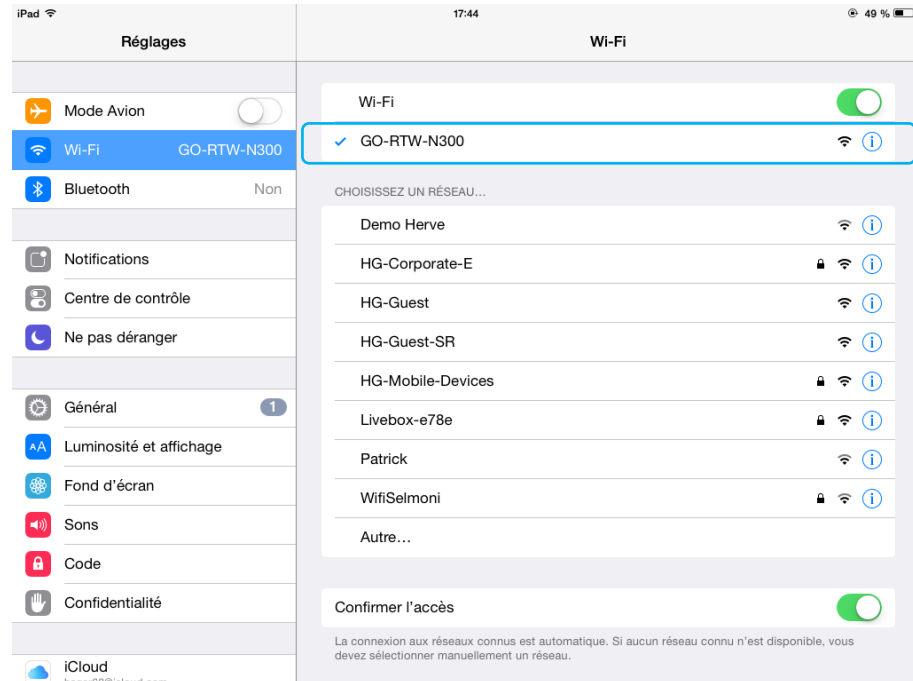 iPad 17:44 49 %
Réglages
Mode Avion
Wi-Fi GO-RTW-N300
Bluetooth Non
Notifications
Centre de contrôle
Ne pas déranger
Général 1
AA Luminosité et affichage
Fond d'écran
Sons
Code
Confidentialité
iCloud
Wi-Fi
Wi-Fi
GO-RTW-N300
CHOISISSEZ UN RÉSEAU...
Demo Herve
HG-Corporate-E
HG-Guest
HG-Guest-SR
HG-Mobile-Devices
Livebox-e78e
Patrick
WifiSelmoni
Autre...
Confirmer l'accès
La connexion aux réseaux connus est automatique. Si aucun réseau connu n'est disponible, vous
devez sélectionner manuellement un réseau.